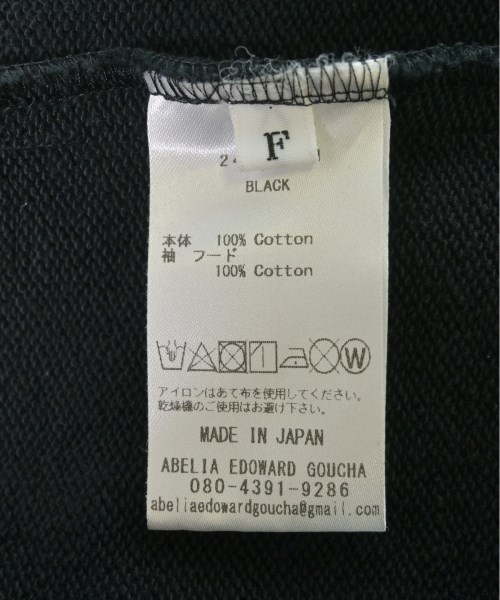 F
BLACK
本体 100% Cotton
袖 フード
100% Cotton
アイロンはあて布を使用してください。
乾燥機のご使用はお避け下さい。
MADE IN JAPAN
ABELIA EDOWARD GOUCHA
080-4391-9286
abeliaedowardgoucha@gmail.com